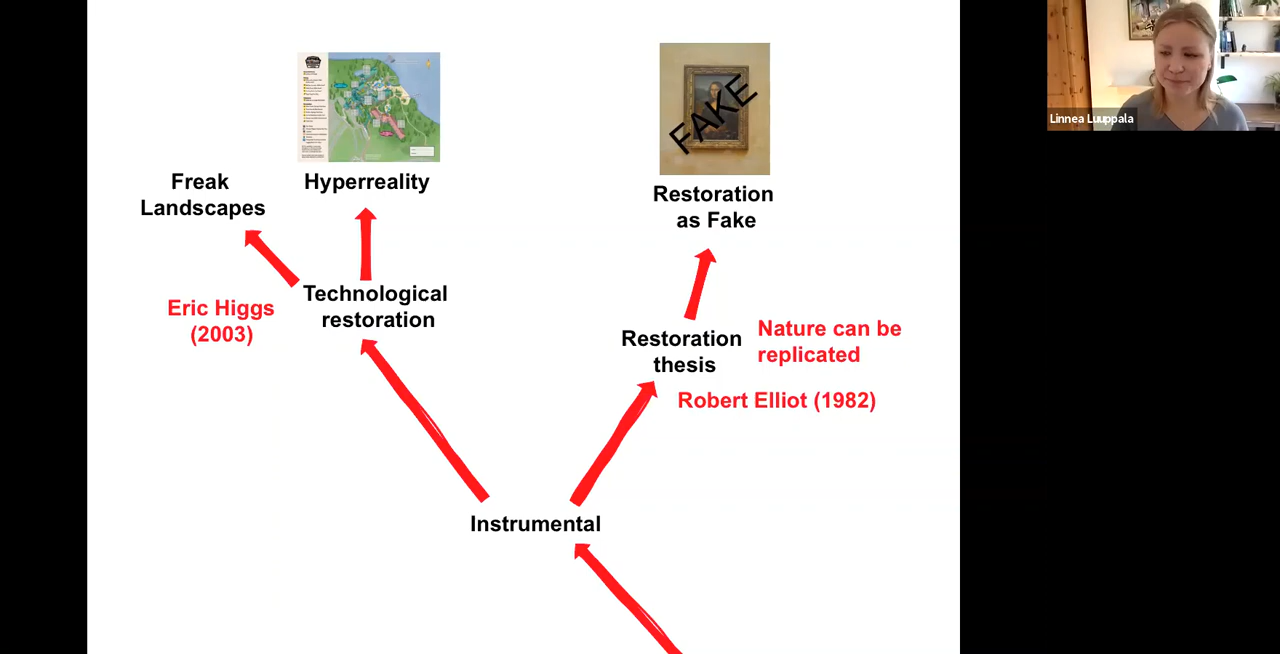 Linnea Luuppala
FAKE
Freak
Landscapes
Hyperreality
Restoration
as Fake
Eric Higgs
(2003)
Technological
restoration
Restoration
thesis
Nature can be
replicated
Robert Elliot (1982)
Instrumental